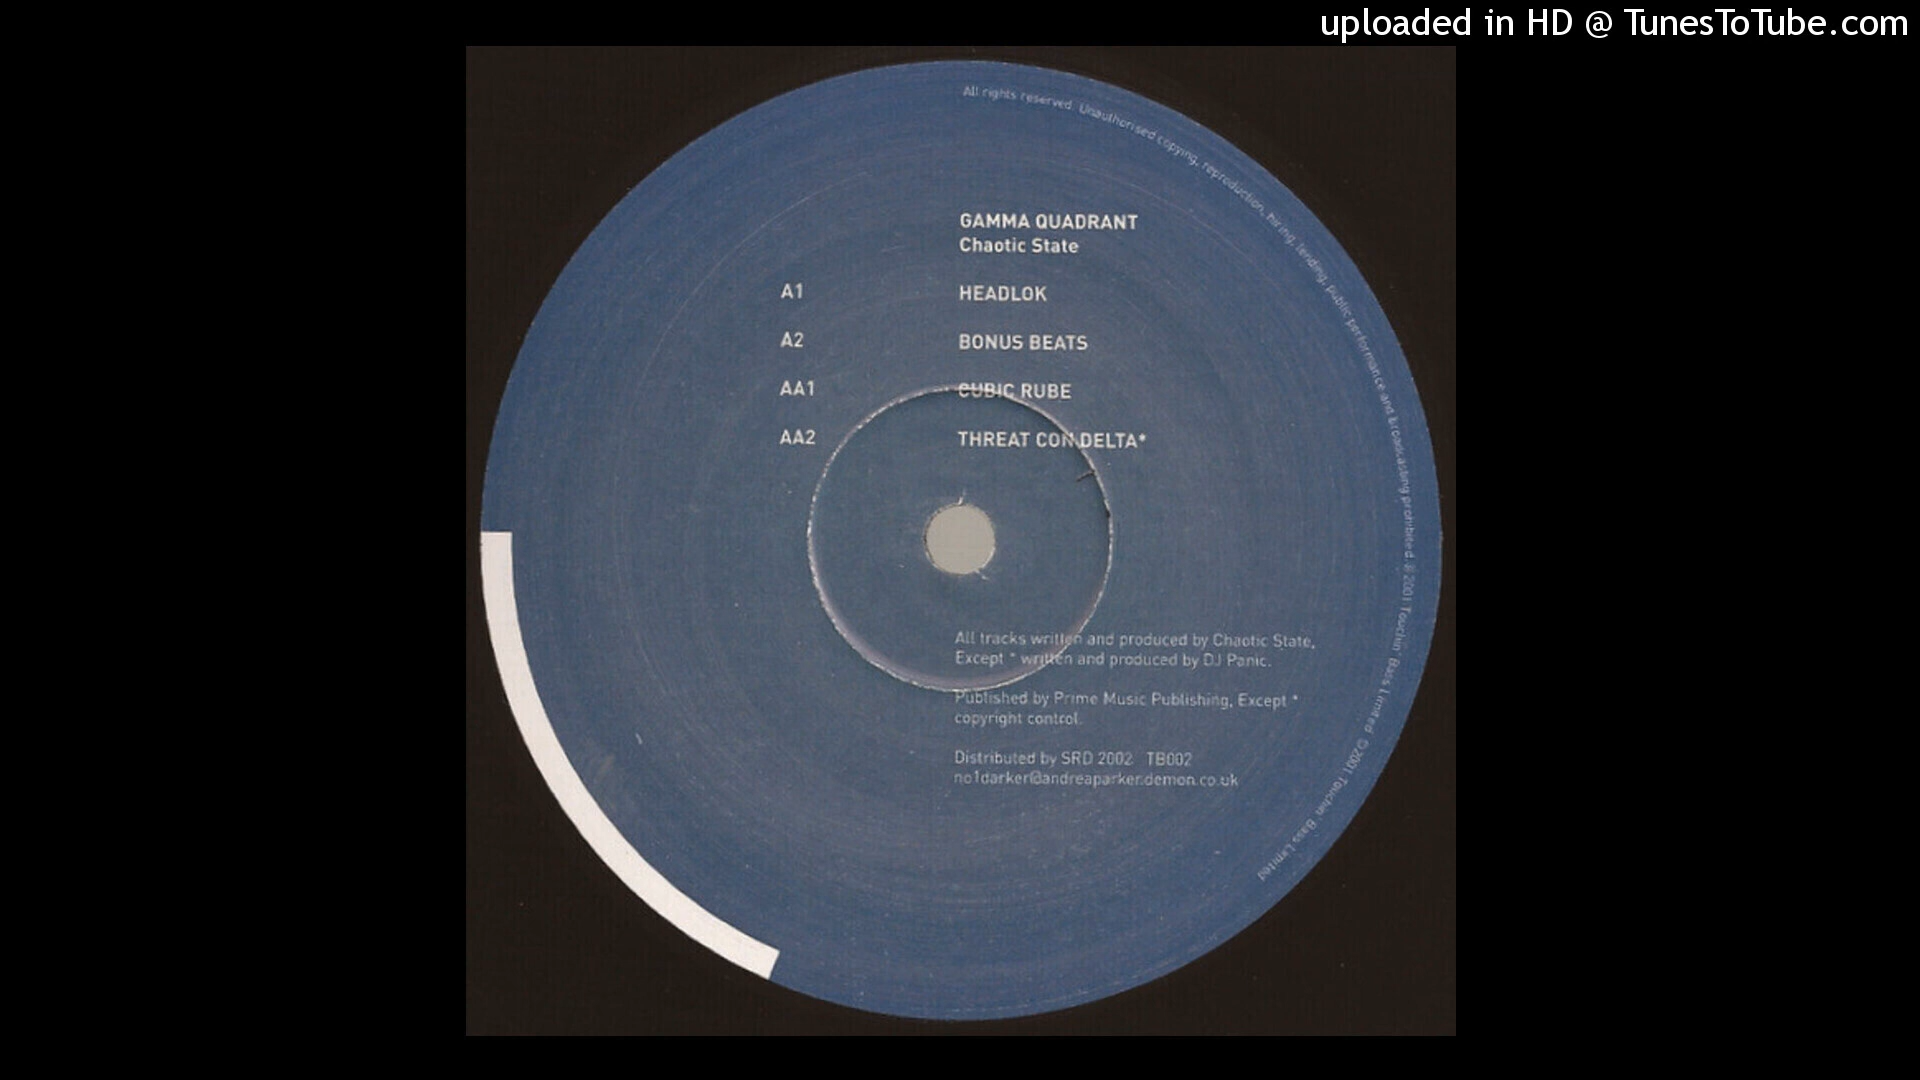 uploaded in HD @ TunesToTube.com
All rights reserved. Unauthorised copying, reproduction, hiring, lending, public performance and broadcasting prohibited. ℗2001 Touchin' Bass Limited ©2001 Touchin' Bass Limited
GAMMA QUADRANT
Chaotic State
A1 HEADLOK
A2 BONUS BEATS
AA1 CUBIC RUBE
AA2 THREAT CON DELTA*
All tracks written and produced by Chaotic State,
Except * written and produced by DJ Panic.
Published by Prime Music Publishing, Except *
copyright control.
Distributed by SRD 2002 TB002
no1darker@andreaparker.demon.co.uk